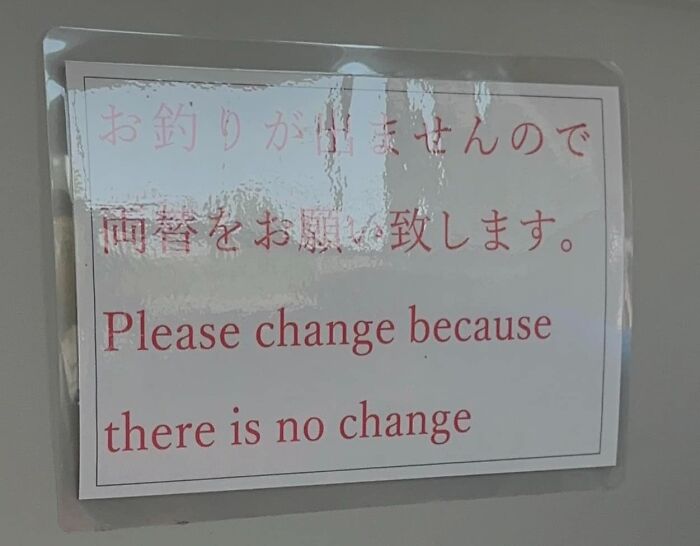 お釣りが出ませんので
両替をお願い致します。
Please change because
there is no change